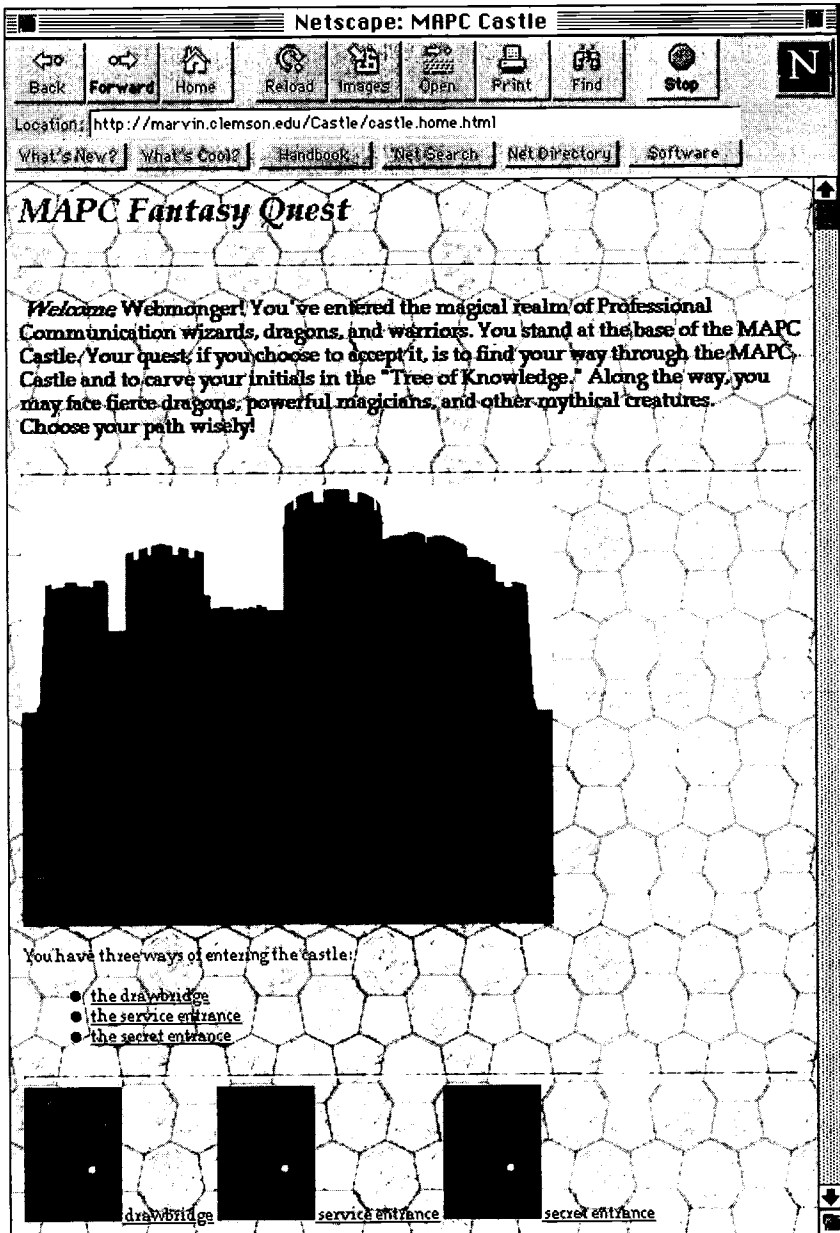 Netscape: MAPC Castle
Back Forward Home Reload Images Open Print Find Stop N
Location: http://marvin.clemson.edu/Castle/castle.home.html
What's New? What's Cool? Handbook Net Search Net Directory Software
MAPC Fantasy Quest
Welcome Webmonger! You've entered the magical realm of Professional
Communication wizards, dragons, and warriors. You stand at the base of the MAPC
Castle. Your quest, if you choose to accept it, is to find your way through the MAPC
Castle and to carve your initials in the "Tree of Knowledge." Along the way, you
may face fierce dragons, powerful magicians, and other mythical creatures.
Choose your path wisely!
You have three ways of entering the castle:
the drawbridge
the service entrance
the secret entrance
drawbridge service entrance secret entrance